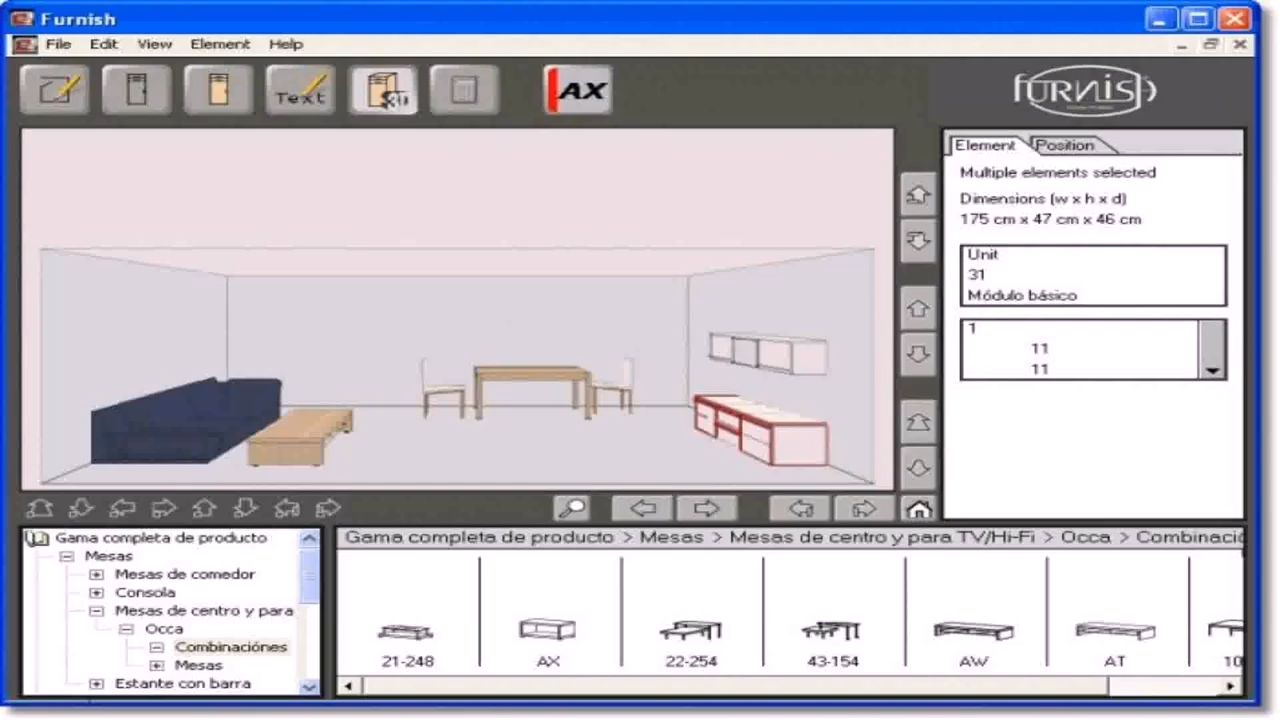 Furnish
File Edit View Element Help
Text
AX
FURNISH
Element Position
Multiple elements selected
Dimensions (w x h x d)
175 cm x 47 cm x 46 cm
Unit
31
Módulo básico
1
11
11
Gama completa de producto
Mesas
Mesas de comedor
Consola
Mesas de centro y para
Occa
Combinaciónes
Mesas
Estante con barra
Gama completa de producto > Mesas > Mesas de centro y para TV/Hi-Fi > Occa > Combinació
21-248 AX 22-254 43-154 AW AT 10